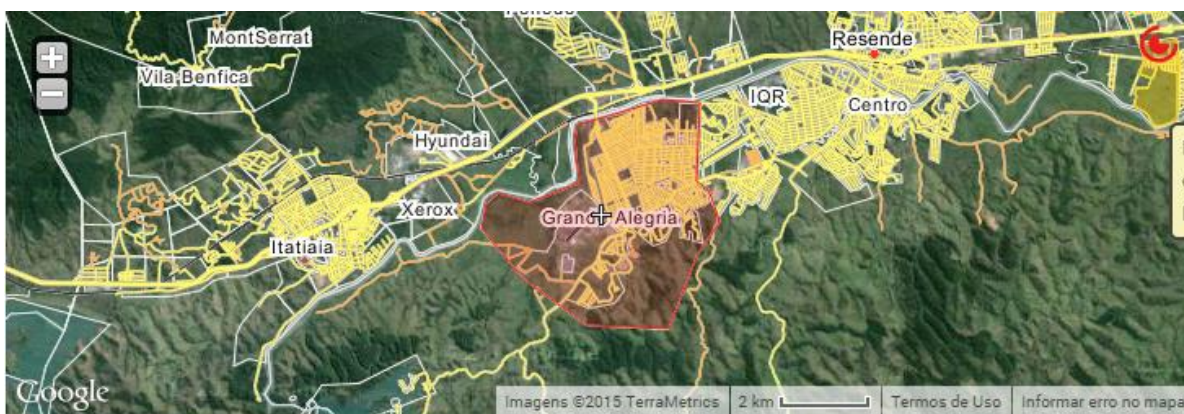 MontSerrat
Resende
Vila Benfica
IQR
Centro
Hyundai
Xerox
Alegria
Itatiaia
Google
Imagens ©2015 TerraMetrics
2 km
Termos de Uso
Informar erro no mapa